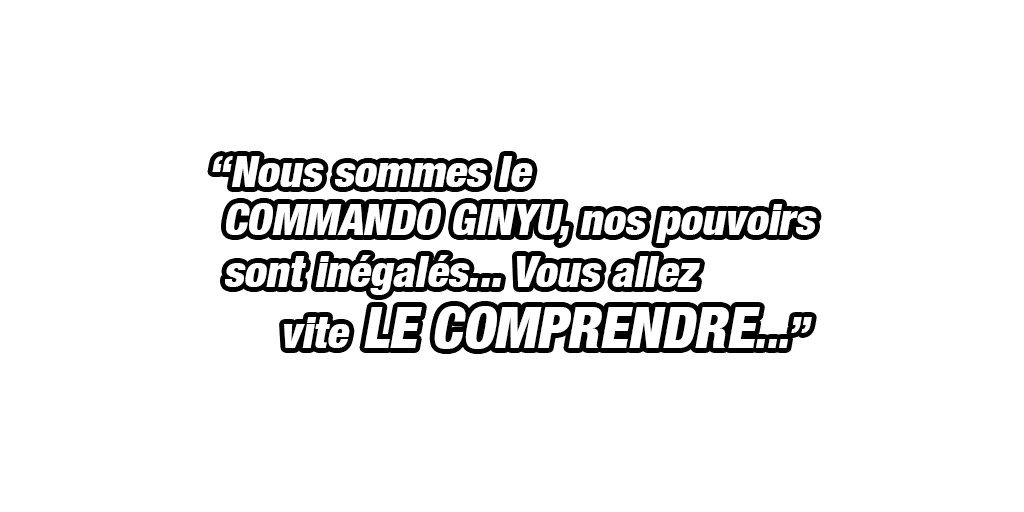 “Nous sommes le
COMMANDO GINYU, nos pouvoirs
sont inégalés... Vous allez
vite LE COMPRENDRE...”